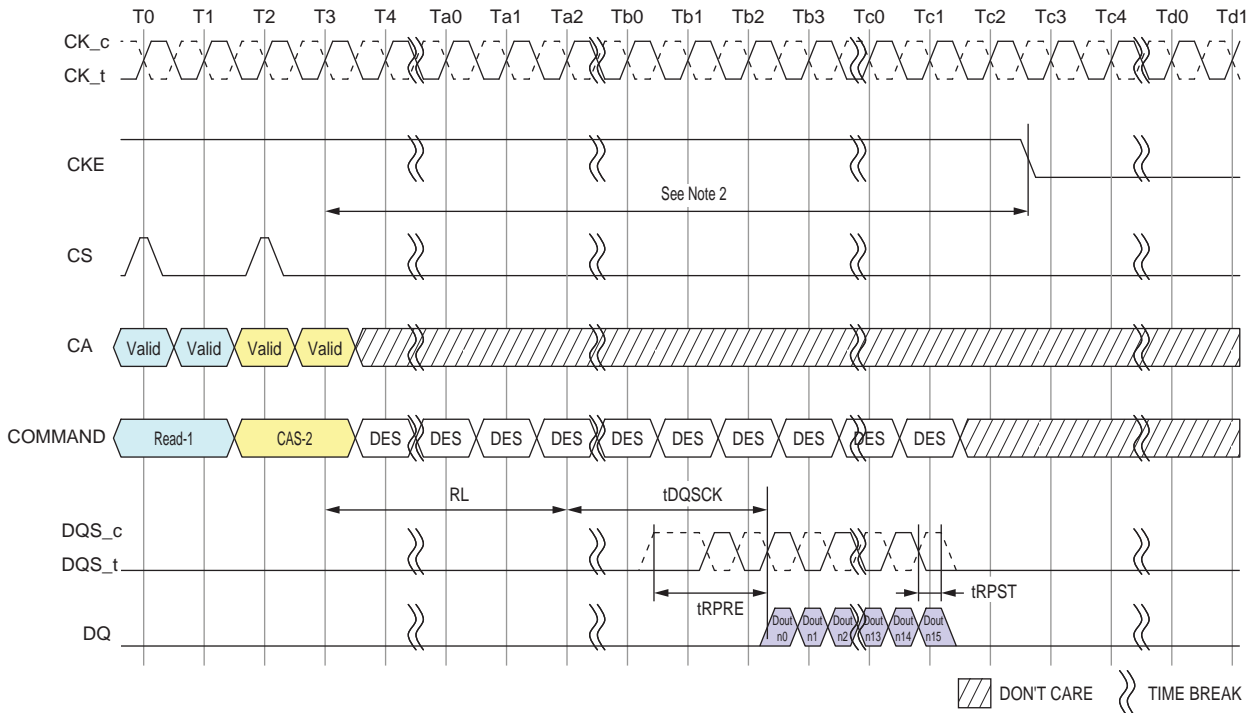 T0 T1 T2 T3 T4 Ta0 Ta1 Ta2 Tb0 Tb1 Tb2 Tb3 Tc0 Tc1 Tc2 Tc3 Tc4 Td0 Td1
CK_c
CK_t
CKE
See Note 2
CS
CA Valid Valid Valid Valid
COMMAND Read-1 CAS-2 DES DES DES DES DES DES DES DES DES DES
RL tDQSCK
DQS_c
DQS_t
tRPRE tRPST
DQ Dout n0 Dout n1 Dout n2 Dout n13 Dout n14 Dout n15
DON'T CARE TIME BREAK